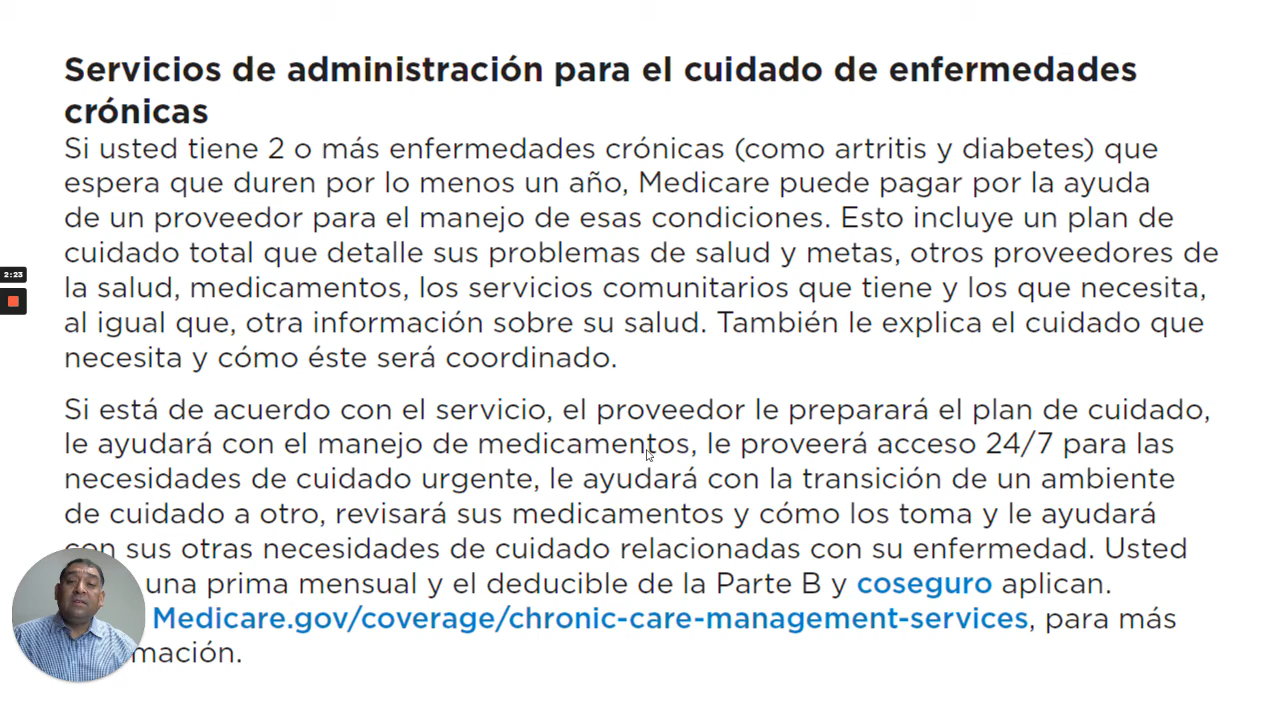 Servicios de administración para el cuidado de enfermedades
crónicas
Si usted tiene 2 o más enfermedades crónicas (como artritis y diabetes) que
espera que duren por lo menos un año, Medicare puede pagar por la ayuda
de un proveedor para el manejo de esas condiciones. Esto incluye un plan de
cuidado total que detalle sus problemas de salud y metas, otros proveedores de
2:23
la salud, medicamentos, los servicios comunitarios que tiene y los que necesita,
al igual que, otra información sobre su salud. También le explica el cuidado que
necesita y cómo éste será coordinado.
Si está de acuerdo con el servicio, el proveedor le preparará el plan de cuidado,
le ayudará con el manejo de medicamentos, le proveerá acceso 24/7 para las
necesidades de cuidado urgente, le ayudará con la transición de un ambiente
de cuidado a otro, revisará sus medicamentos y cómo los toma y le ayudará
con sus otras necesidades de cuidado relacionadas con su enfermedad. Usted
una prima mensual y el deducible de la Parte B y coseguro aplican.
Medicare.gov/coverage/chronic-care-management-services, para más
mación.